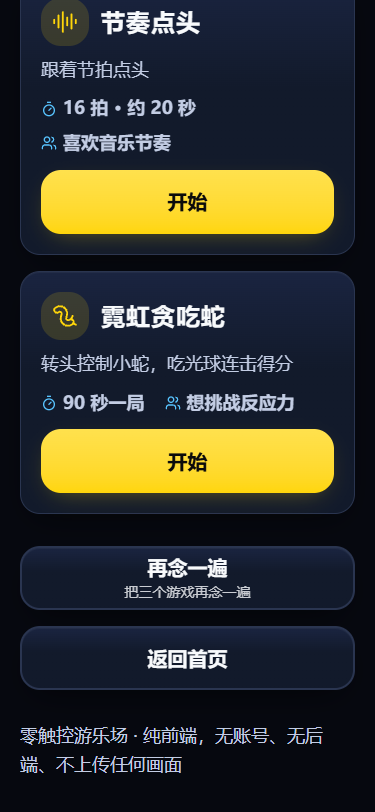 节奏点头
跟着节拍点头
16 拍 • 约 20 秒
喜欢音乐节奏
开始
霓虹贪吃蛇
转头控制小蛇，吃光球连击得分
90 秒一局 想挑战反应力
开始
再念一遍
把三个游戏再念一遍
返回首页
零触控游乐场 · 纯前端，无账号、无后
端、不上传任何画面